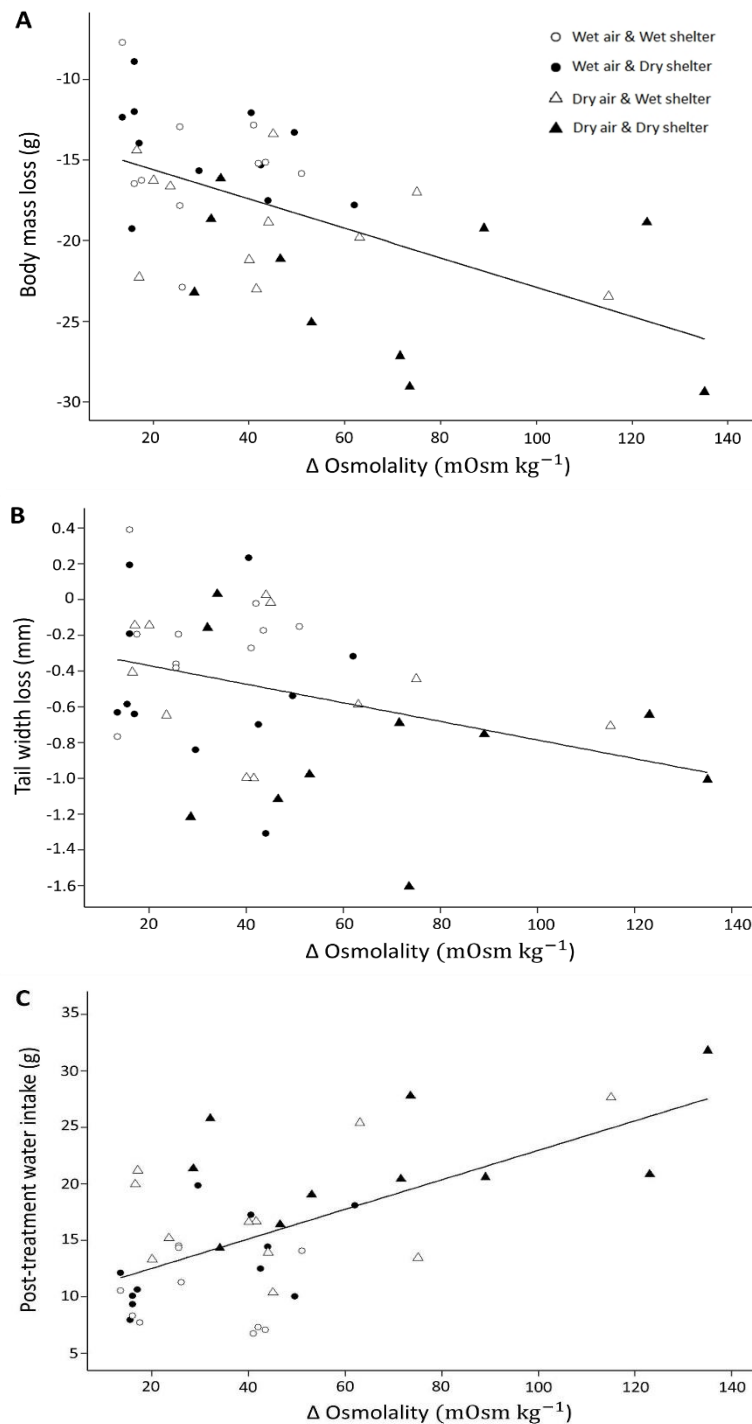 A
Wet air & Wet shelter
Wet air & Dry shelter
Dry air & Wet shelter
Dry air & Dry shelter
-10
-15
-20
-25
-30
Body mass loss (g)
20 40 60 80 100 120 140
Δ Osmolality (mOsm kg⁻¹)
B
0.4
0.2
0
-0.2
-0.4
-0.6
-0.8
-1.0
-1.2
-1.4
-1.6
Tail width loss (mm)
20 40 60 80 100 120 140
Δ Osmolality (mOsm kg⁻¹)
C
35
30
25
20
15
10
5
Post-treatment water intake (g)
20 40 60 80 100 120 140
Δ Osmolality (mOsm kg⁻¹)